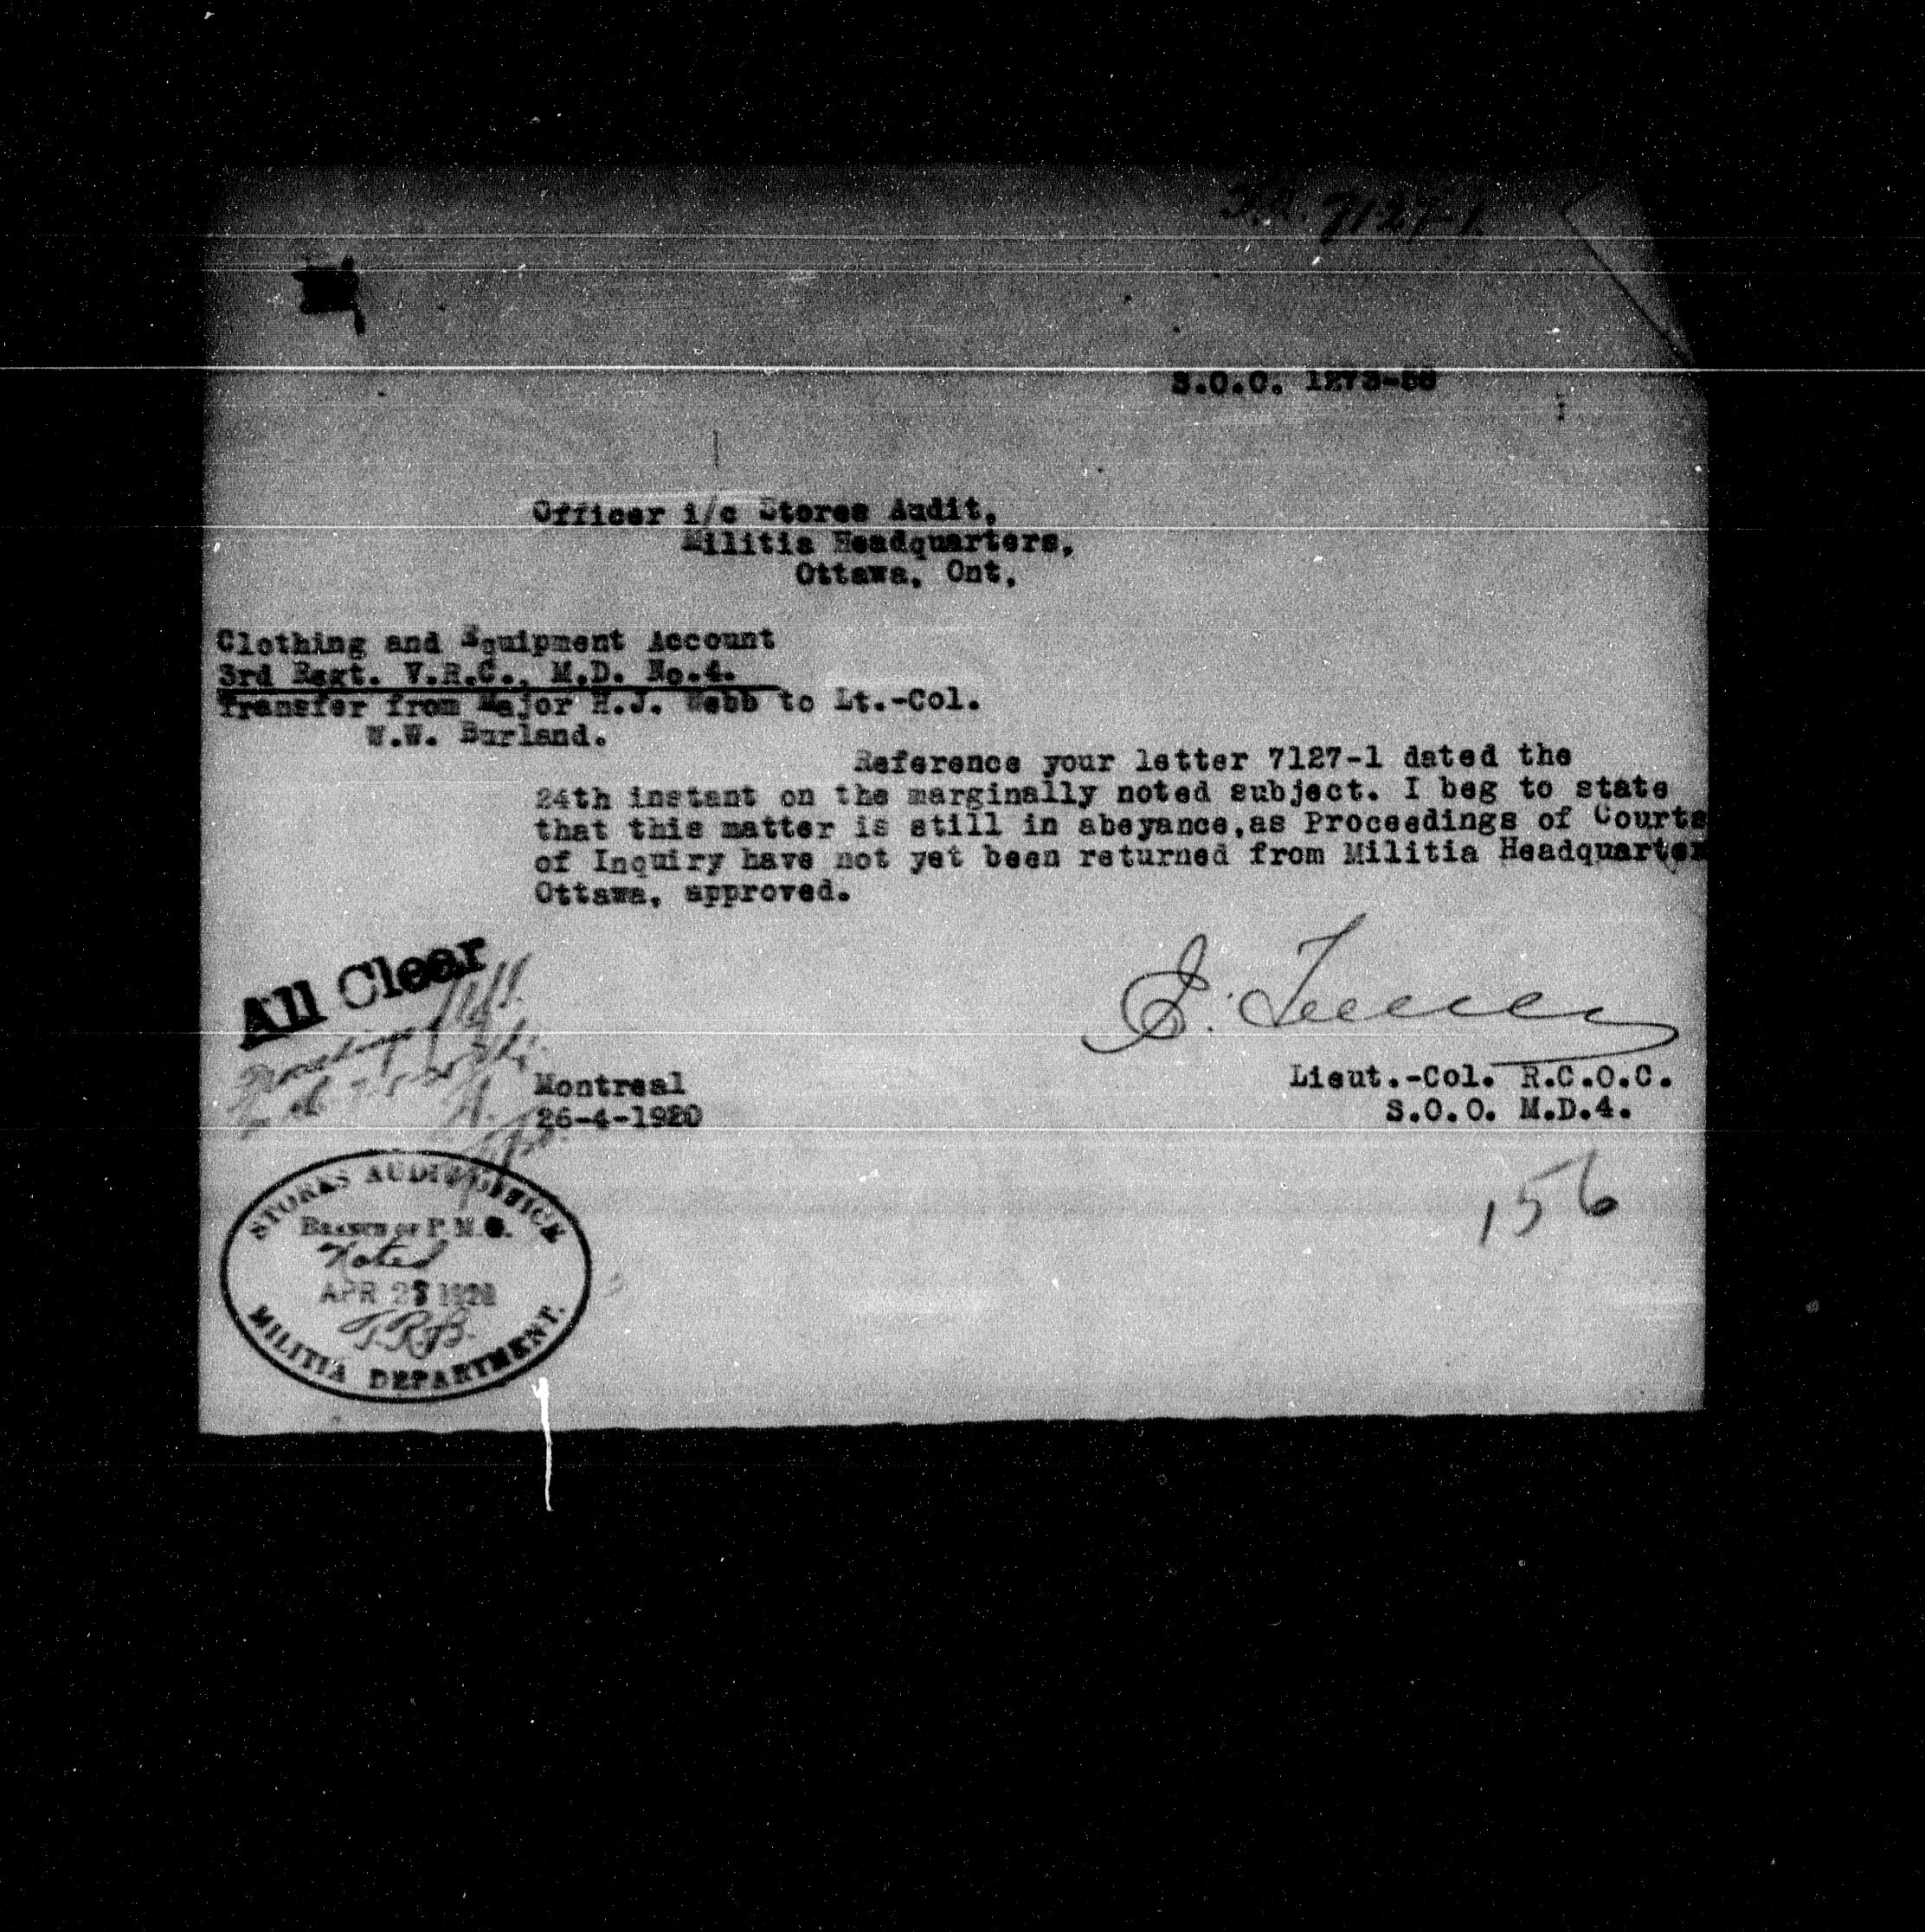 7127-1.
S.O.O.
Officer i/c Stores Audit,
Militia Headquarters,
Ottawa, Ont.
Clothing and Equipment Account
3rd Regt. V.R.C., M.D. No.4.
Transfer from Major H.J. Webb to Lt.-Col.
W.W. Burland.
Reference your letter 7127-1 dated the
24th instant on the marginally noted subject. I beg to state
that this matter is still in abeyance,as Proceedings of Courts
of Inquiry have not yet been returned from Militia Headquarter
Ottawa, approved.
All Clear
Montreal
26-4-1920
Lieut.-Col. R.C.O.C.
S.O.O. M.D.4.
156
STORES AUDIT OFFICE
BRANCH OF P.M.G.
Noted
APR 27 1920
MILITIA DEPARTMENT.